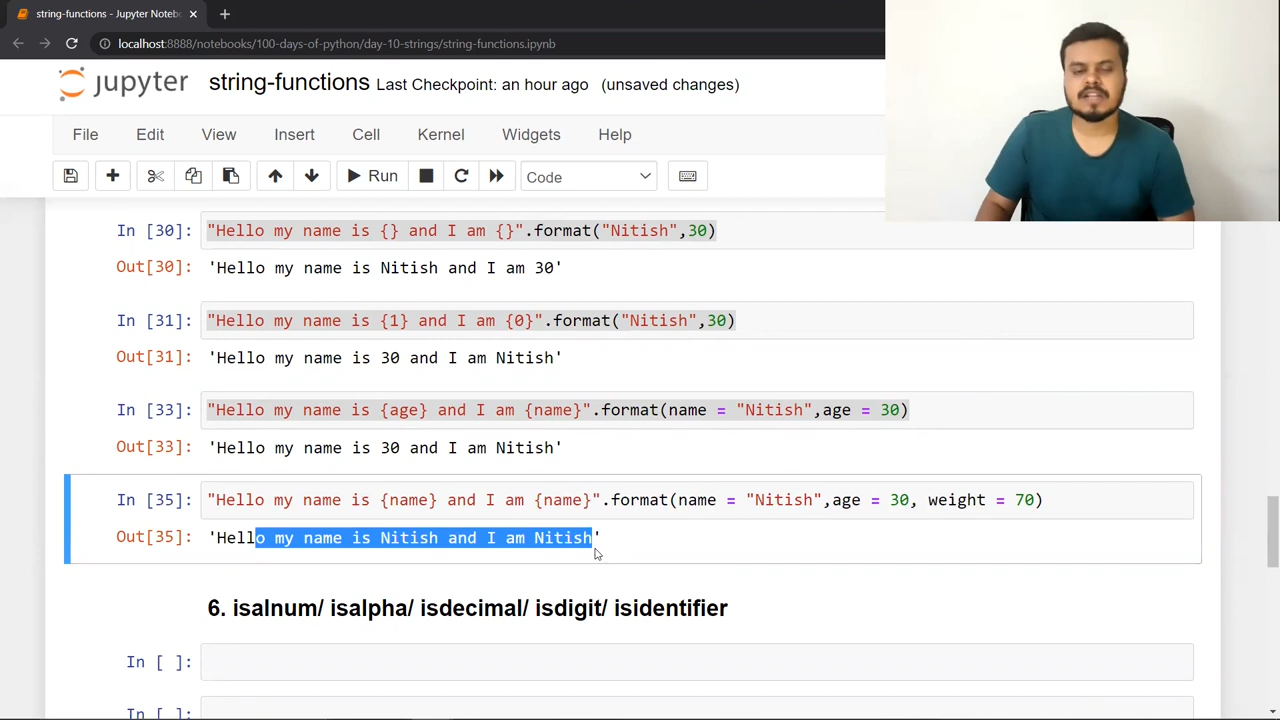 string-functions - Jupyter Notebo
localhost:8888/notebooks/100-days-of-python/day-10-strings/string-functions.ipynb
jupyter string-functions Last Checkpoint: an hour ago (unsaved changes)
File Edit View Insert Cell Kernel Widgets Help
Run Code
In [30]: "Hello my name is {} and I am {}".format("Nitish",30)
Out[30]: 'Hello my name is Nitish and I am 30'
In [31]: "Hello my name is {1} and I am {0}".format("Nitish",30)
Out[31]: 'Hello my name is 30 and I am Nitish'
In [33]: "Hello my name is {age} and I am {name}".format(name = "Nitish",age = 30)
Out[33]: 'Hello my name is 30 and I am Nitish'
In [35]: "Hello my name is {name} and I am {name}".format(name = "Nitish",age = 30, weight = 70)
Out[35]: 'Hello my name is Nitish and I am Nitish'
6. isalnum/ isalpha/ isdecimal/ isdigit/ isidentifier
In [ ]:
In [ ]: